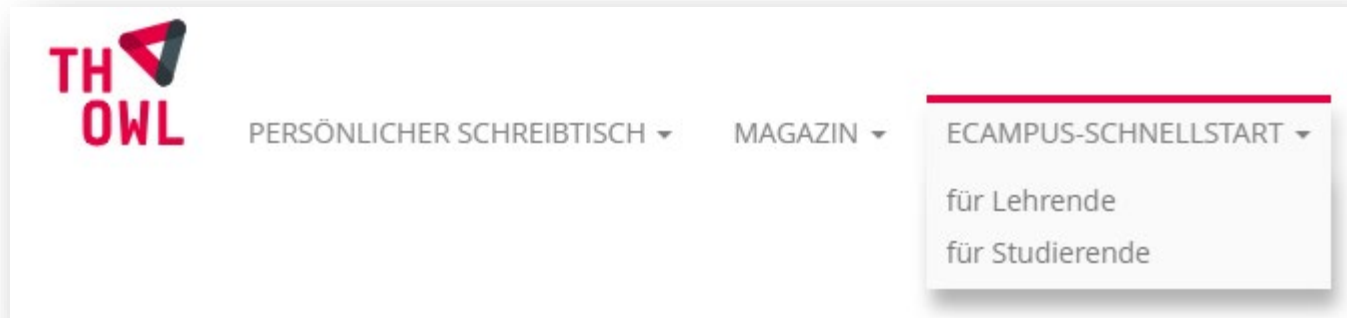 TH
OWL
PERSÖNLICHER SCHREIBTISCH MAGAZIN ECAMPUS-SCHNELLSTART
für Lehrende
für Studierende